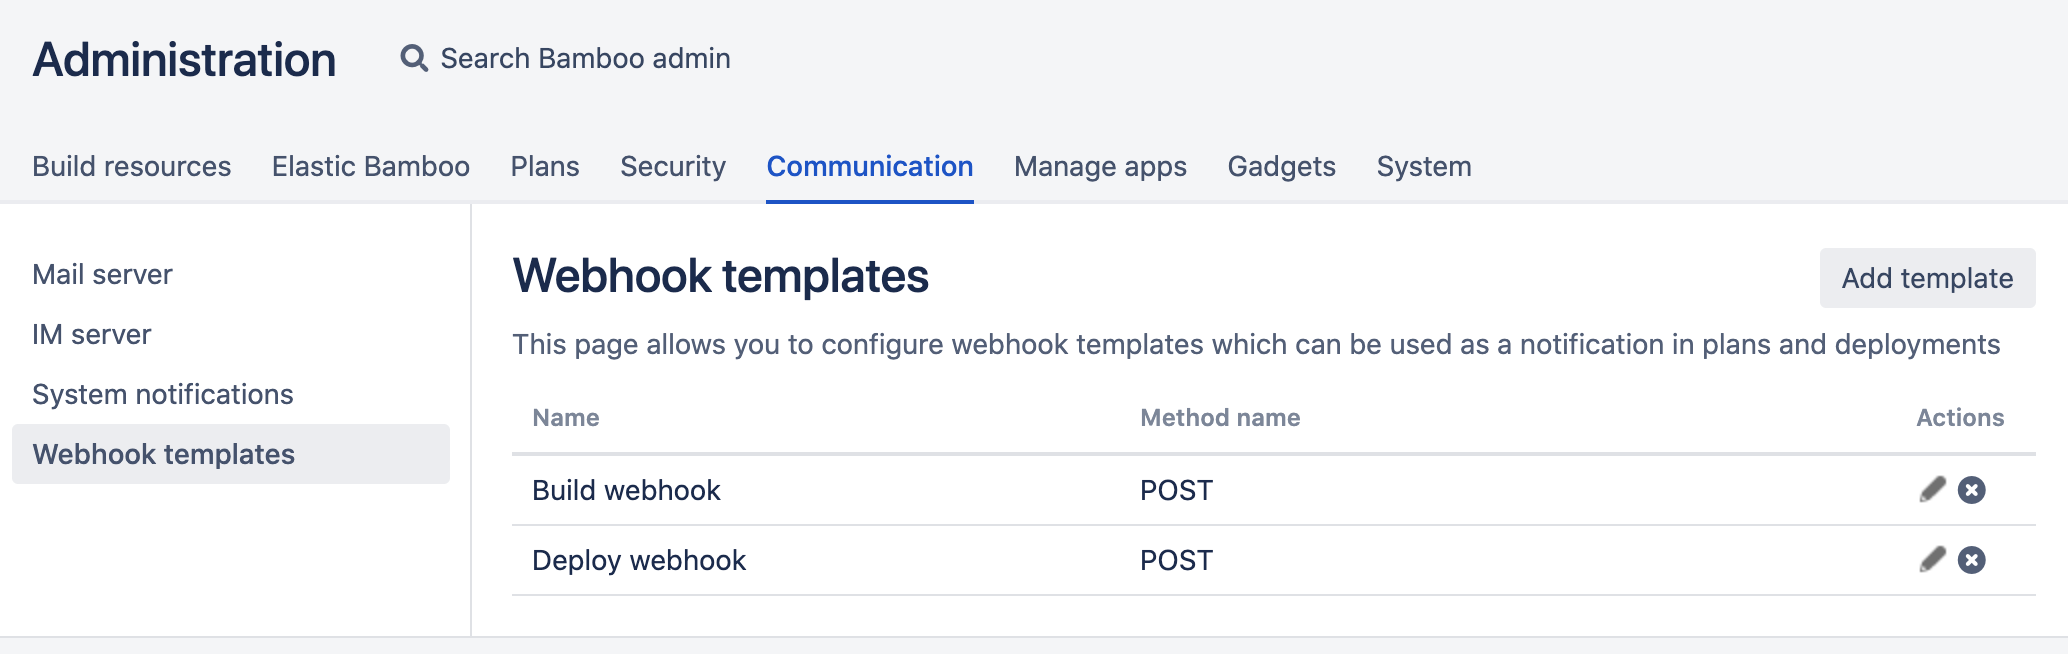 Administration
Search Bamboo admin
Build resources Elastic Bamboo Plans Security Communication Manage apps Gadgets System
Mail server
IM server
System notifications
Webhook templates
Webhook templates
Add template
This page allows you to configure webhook templates which can be used as a notification in plans and deployments
Name Method name Actions
Build webhook POST
Deploy webhook POST